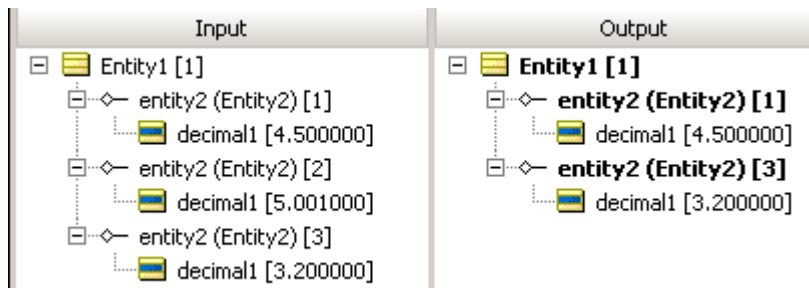 Input
Entity1 [1]
entity2 (Entity2) [1]
decimal1 [4.500000]
entity2 (Entity2) [2]
decimal1 [5.001000]
entity2 (Entity2) [3]
decimal1 [3.200000]
Output
Entity1 [1]
entity2 (Entity2) [1]
decimal1 [4.500000]
entity2 (Entity2) [3]
decimal1 [3.200000]